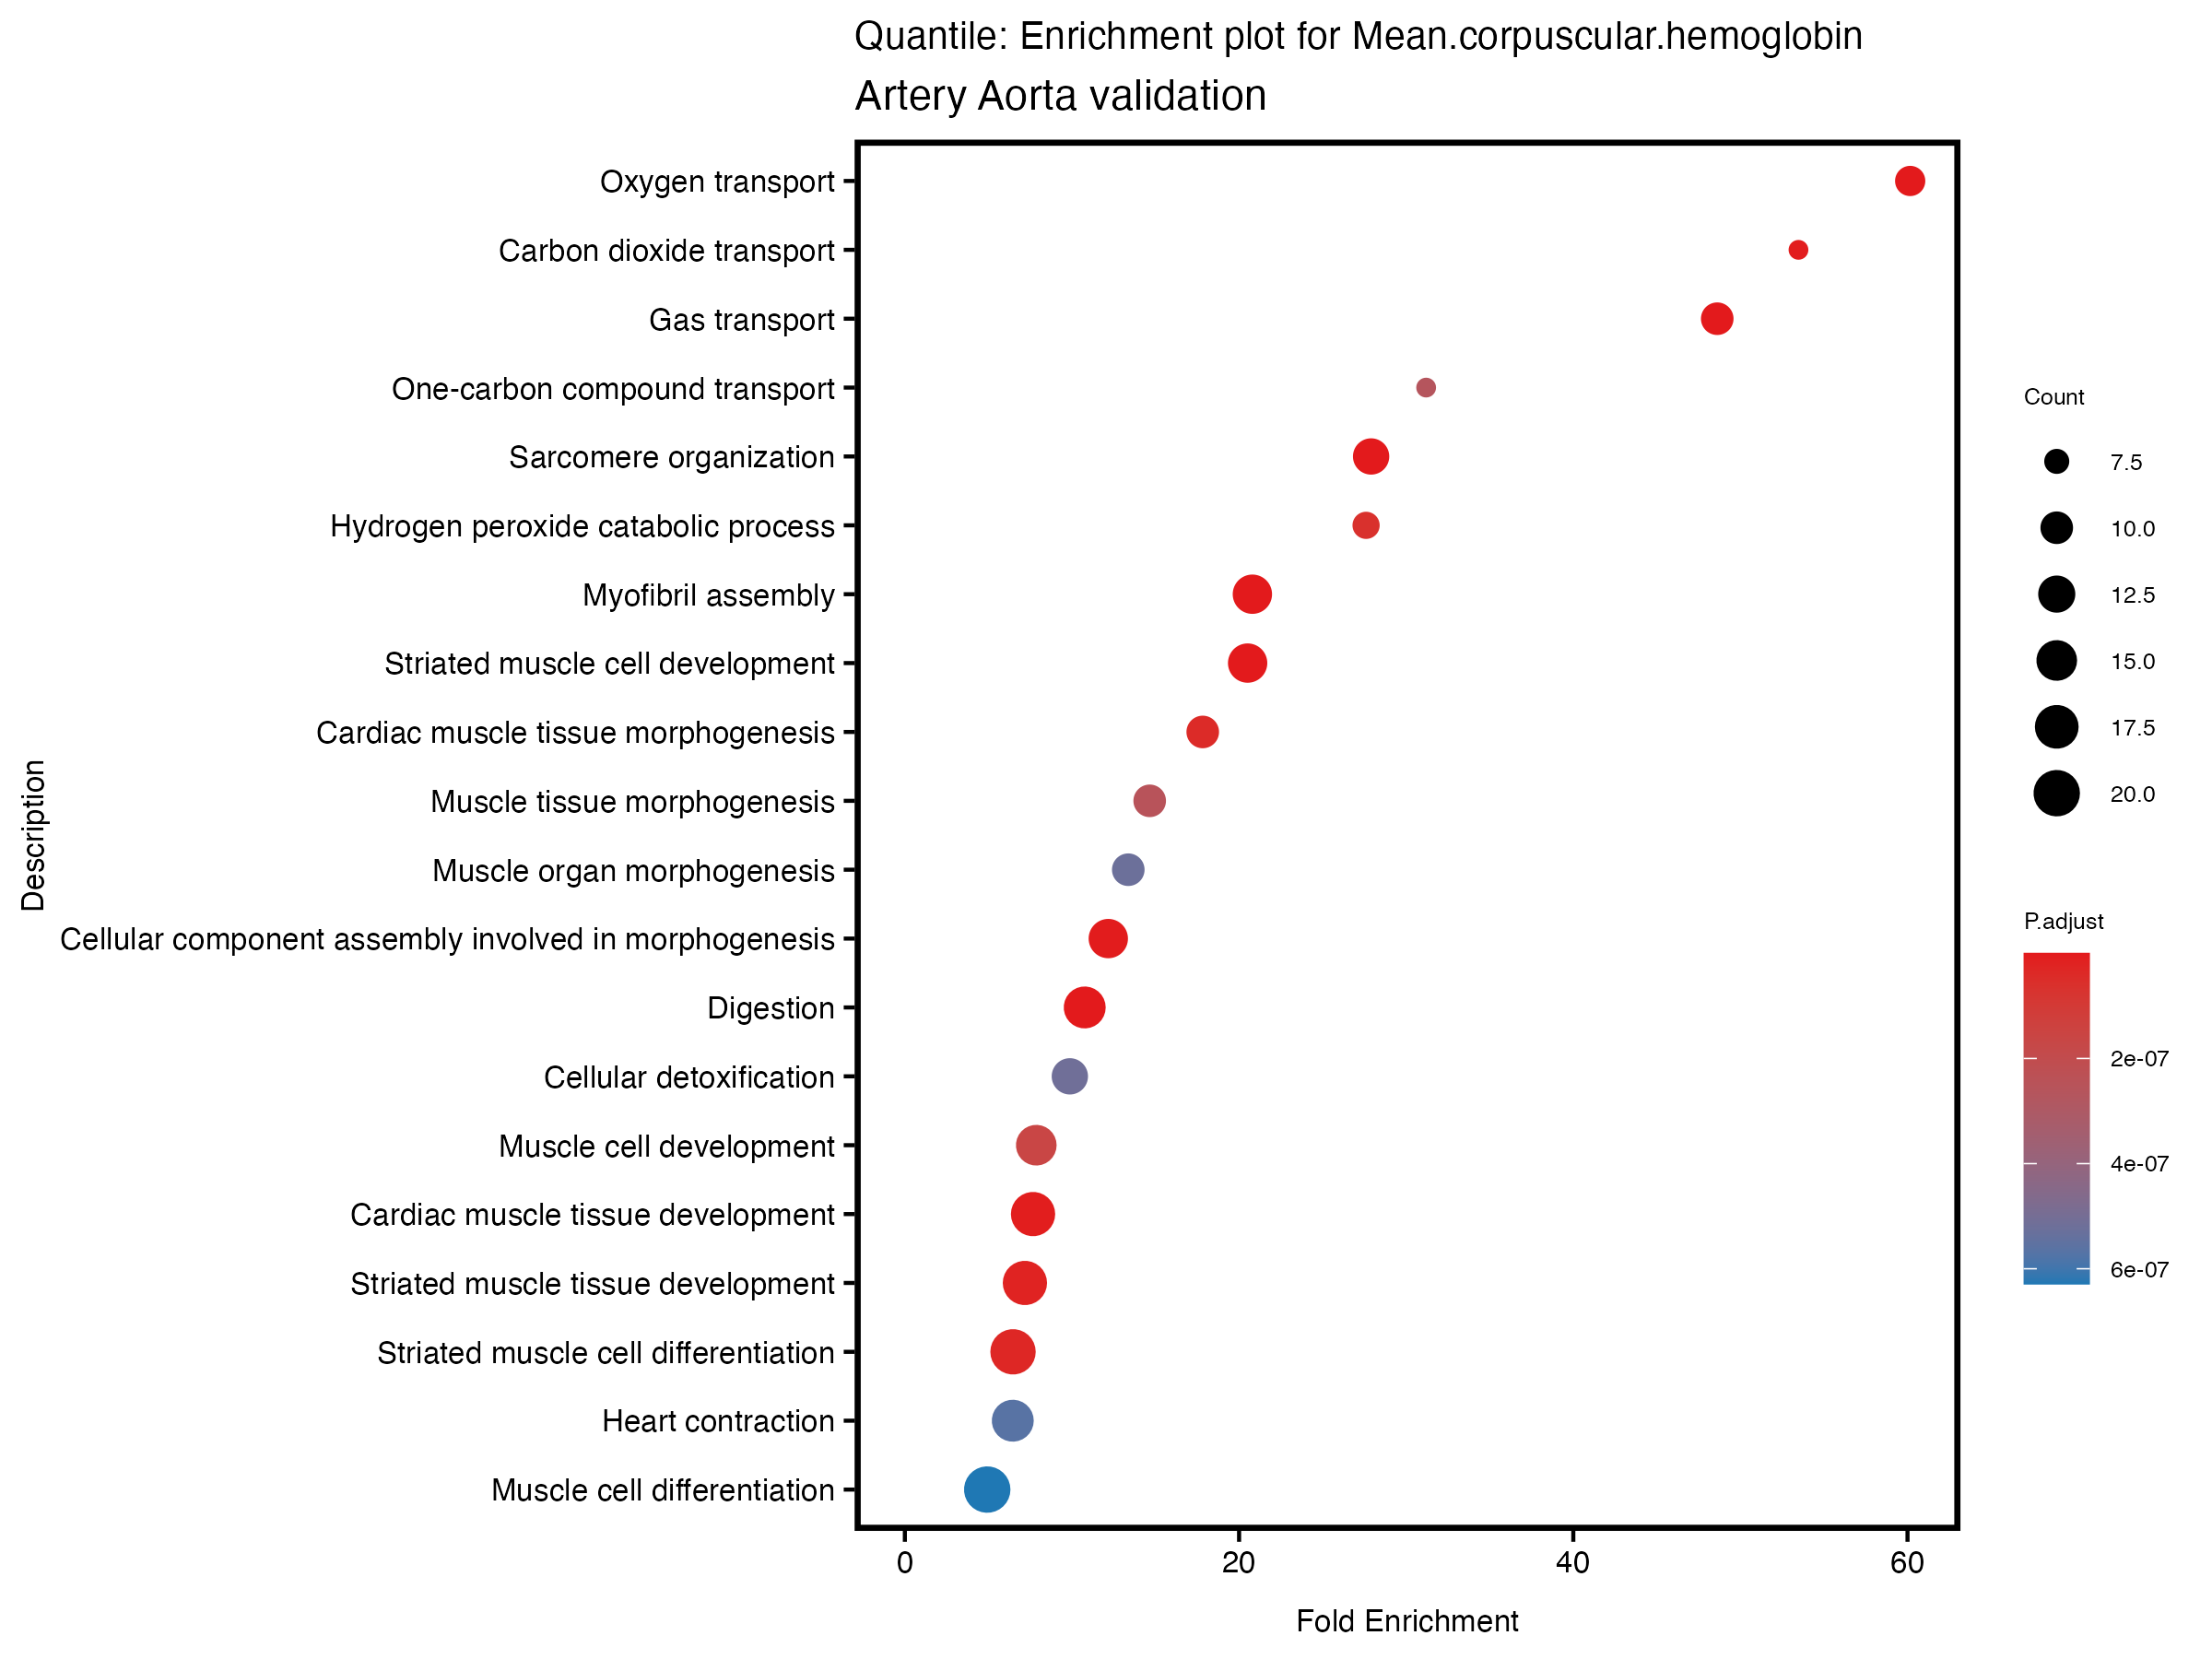 Quantile: Enrichment plot for Mean.corpuscular.hemoglobin
Artery Aorta validation
Description
Oxygen transport
Carbon dioxide transport
Gas transport
One-carbon compound transport
Sarcomere organization
Hydrogen peroxide catabolic process
Myofibril assembly
Striated muscle cell development
Cardiac muscle tissue morphogenesis
Muscle tissue morphogenesis
Muscle organ morphogenesis
Cellular component assembly involved in morphogenesis
Digestion
Cellular detoxification
Muscle cell development
Cardiac muscle tissue development
Striated muscle tissue development
Striated muscle cell differentiation
Heart contraction
Muscle cell differentiation
0 20 40 60
Fold Enrichment
Count
7.5
10.0
12.5
15.0
17.5
20.0
P.adjust
2e-07
4e-07
6e-07